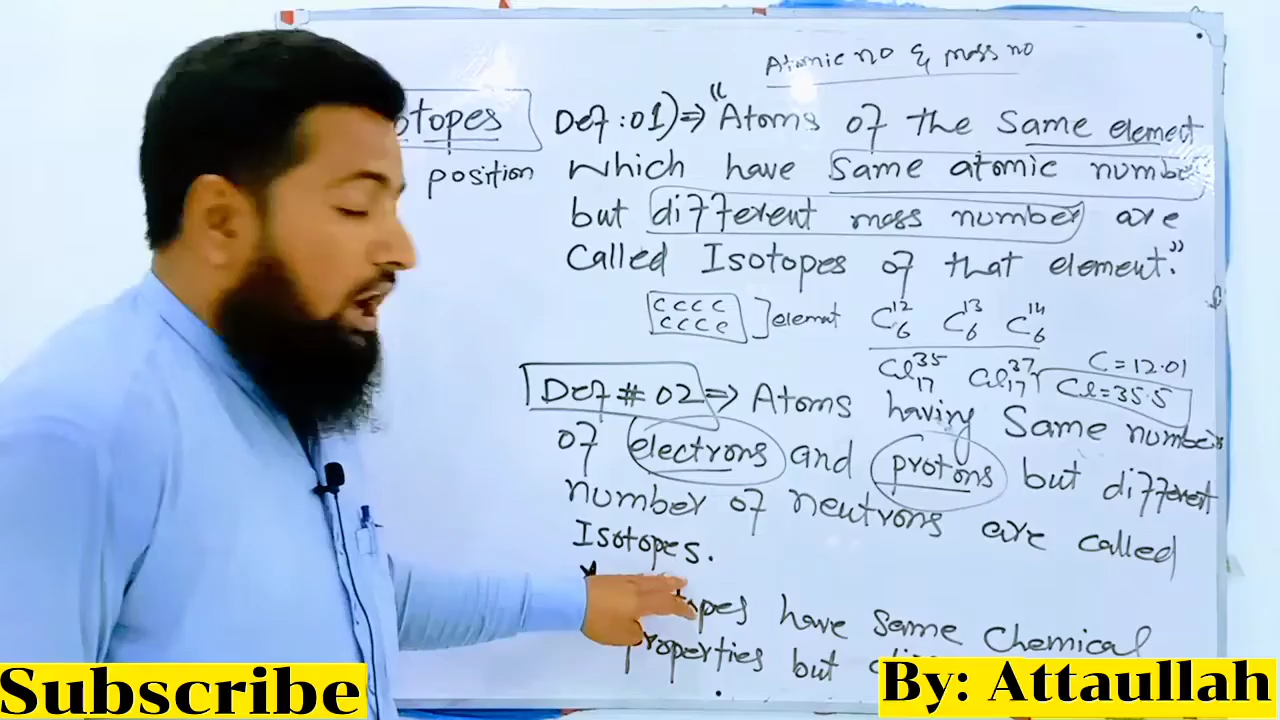 Atomic no & mass no
otopes
position
Def :01) ⇒ "Atoms of the same element
which have same atomic number
but different mass number are
called Isotopes of that element."
CCCC
CCCC ] element
C¹²₆ C¹³₆ C¹⁴₆
Cl³⁵₁₇ Cl³⁷₁₇
C = 12.01
Cl = 35.5
Def # 02 ⇒ Atoms having same number
of electrons and protons but different
number of neutrons are called
Isotopes.
topes have same chemical
properties but
Subscribe
By: Attaullah